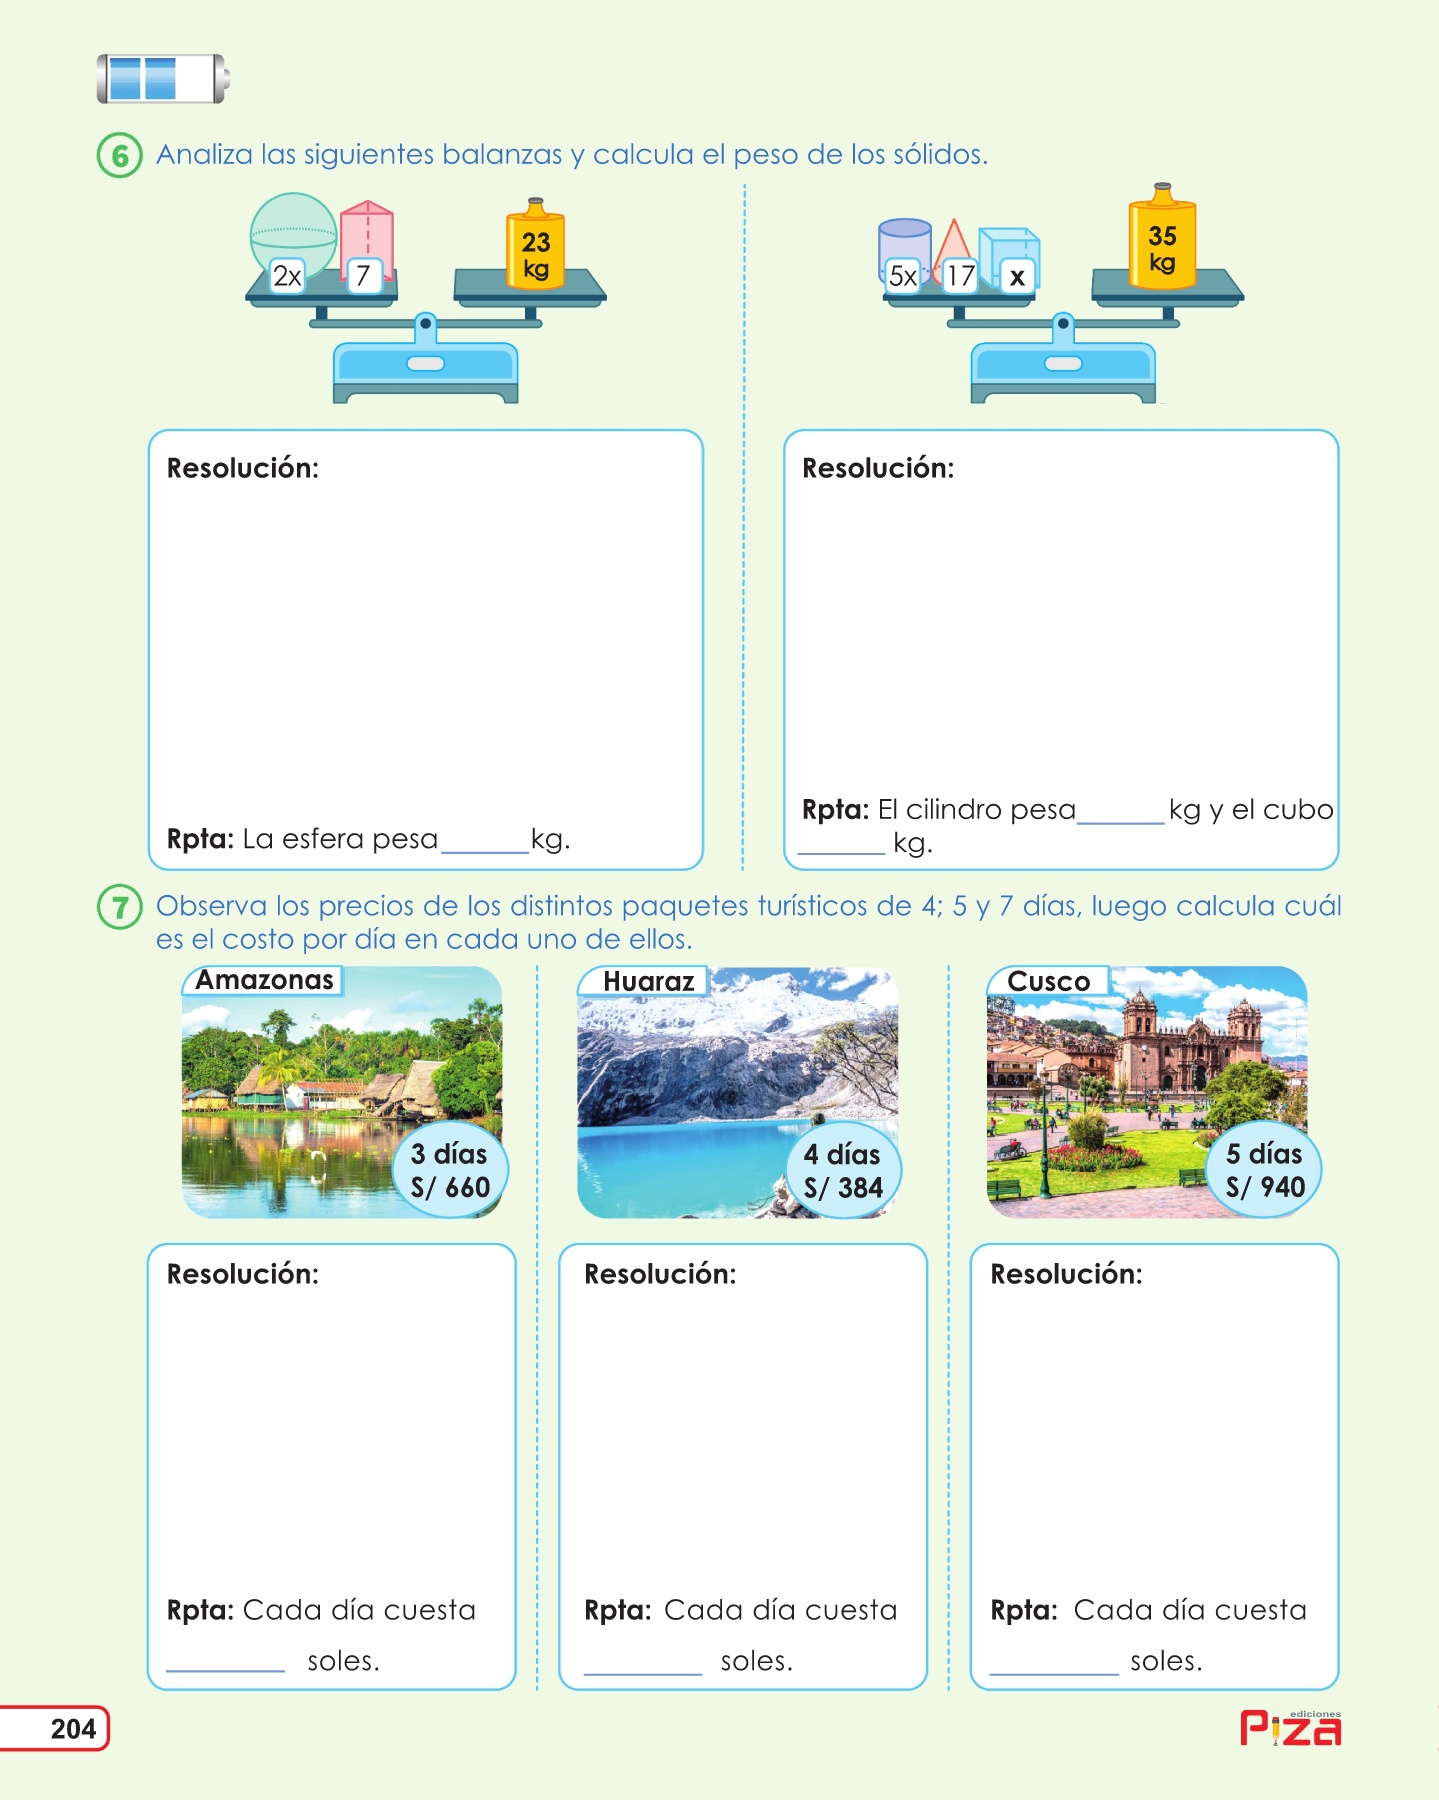 6 Analiza las siguientes balanzas y calcula el peso de los sólidos.
2x 7 23
kg
5x 17 x 35
kg
Resolución:
Rpta: La esfera pesa______kg.
Resolución:
Rpta: El cilindro pesa______kg y el cubo
______ kg.
7 Observa los precios de los distintos paquetes turísticos de 4; 5 y 7 días, luego calcula cuál
es el costo por día en cada uno de ellos.
Amazonas
3 días
S/ 660
Huaraz
4 días
S/ 384
Cusco
5 días
S/ 940
Resolución:
Rpta: Cada día cuesta
________ soles.
Resolución:
Rpta: Cada día cuesta
________ soles.
Resolución:
Rpta: Cada día cuesta
________ soles.
204
ediciones
Piza